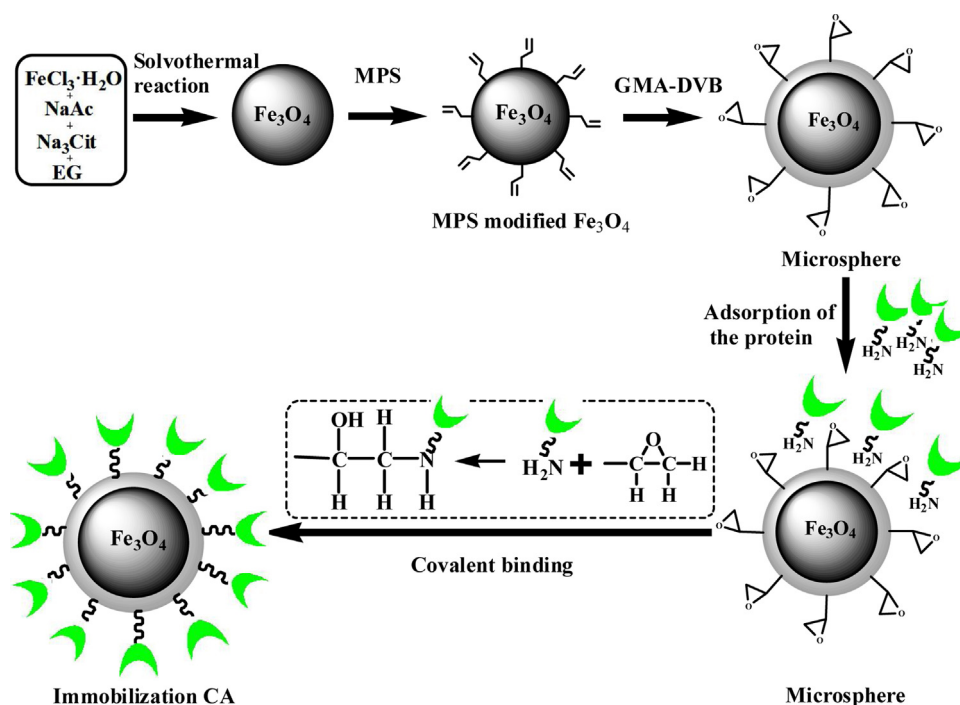 FeCl₃·H₂O
+
NaAc
+
Na₃Cit
+
EG
Solvothermal
reaction
Fe₃O₄
MPS
Fe₃O₄
MPS modified Fe₃O₄
GMA-DVB
Fe₃O₄
O
O
O
O
O
O
O
O
Microsphere
Adsorption of
the protein
H₂N
H₂N
H₂N
OH
H
C
C
N
H
H
H
H₂N
+
O
C
C
H
H
H
Covalent binding
H₂N
H₂N
H₂N
Fe₃O₄
O
O
O
O
O
O
O
O
Microsphere
Fe₃O₄
Immobilization CA